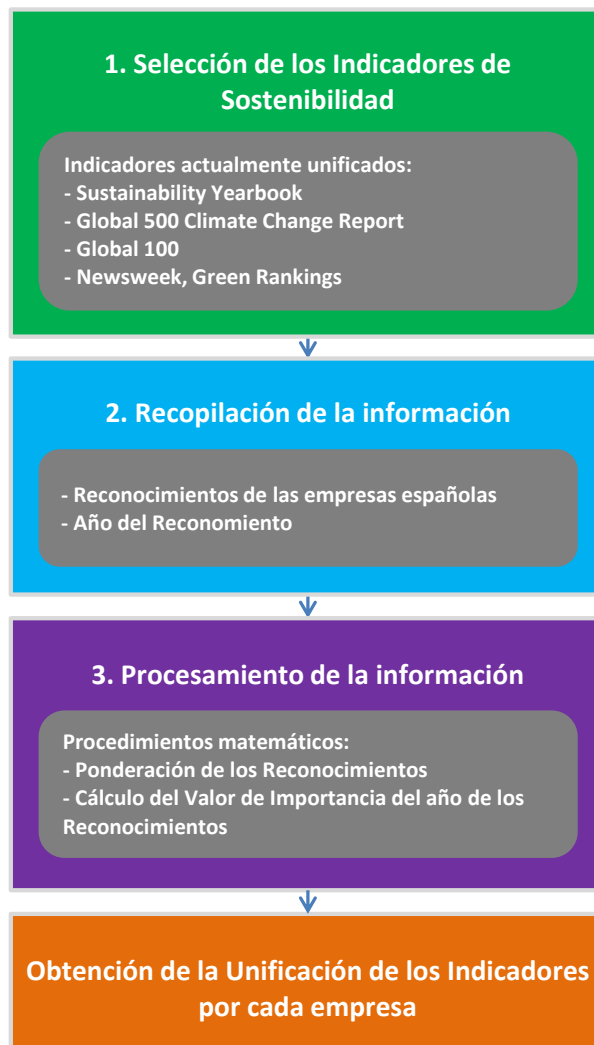 1. Selección de los Indicadores de
Sostenibilidad
Indicadores actualmente unificados:
- Sustainability Yearbook
- Global 500 Climate Change Report
- Global 100
- Newsweek, Green Rankings
2. Recopilación de la información
- Reconocimientos de las empresas españolas
- Año del Reconomiento
3. Procesamiento de la información
Procedimientos matemáticos:
- Ponderación de los Reconocimientos
- Cálculo del Valor de Importancia del año de los
Reconocimientos
Obtención de la Unificación de los Indicadores
por cada empresa